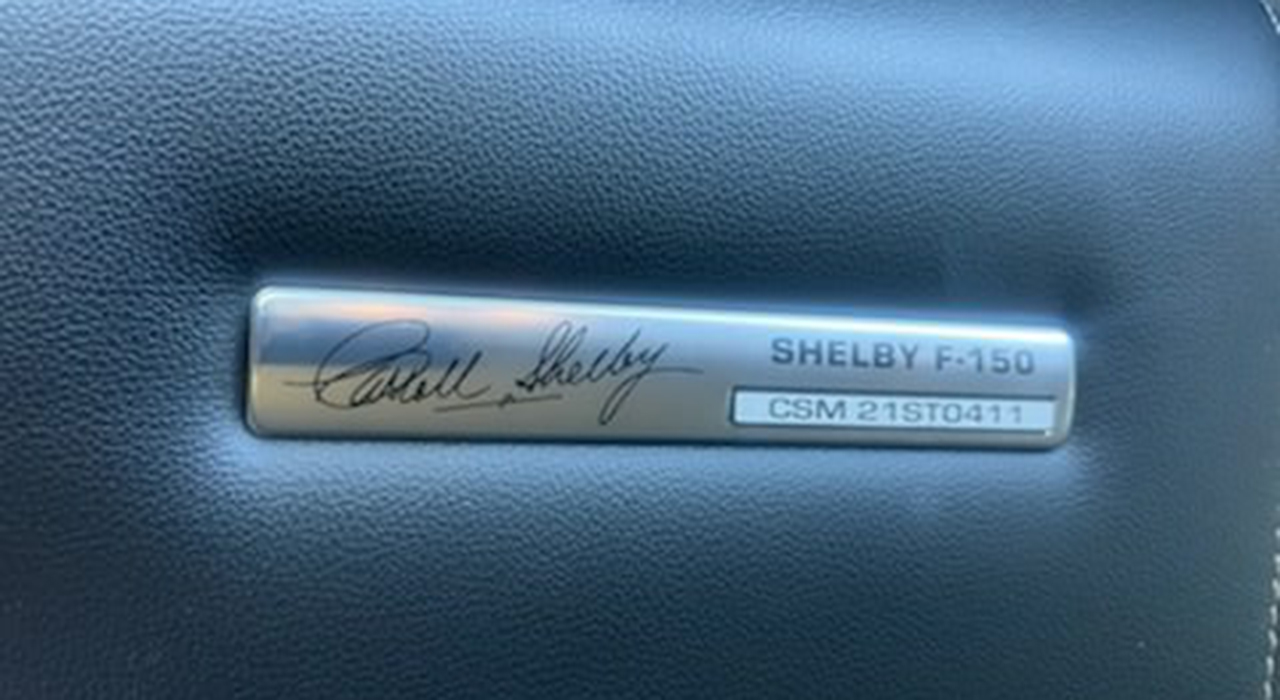 Carroll Shelby
SHELBY F-150
CSM 21ST0411